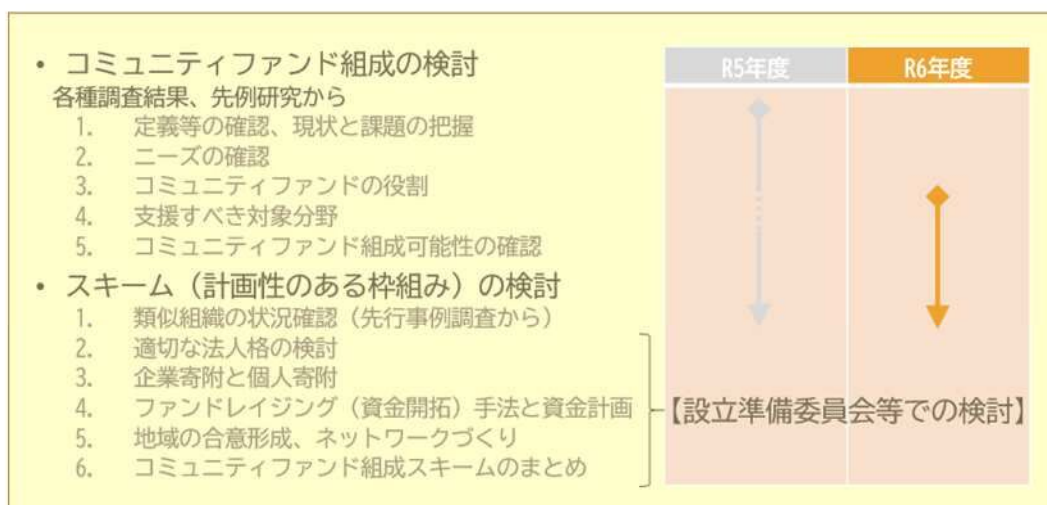 • コミュニティファンド組成の検討
各種調査結果、先例研究から
1. 定義等の確認、現状と課題の把握
2. ニーズの確認
3. コミュニティファンドの役割
4. 支援すべき対象分野
5. コミュニティファンド組成可能性の確認
• スキーム（計画性のある枠組み）の検討
1. 類似組織の状況確認（先行事例調査から）
2. 適切な法人格の検討
3. 企業寄附と個人寄附
4. ファンドレイジング（資金開拓）手法と資金計画
5. 地域の合意形成、ネットワークづくり
6. コミュニティファンド組成スキームのまとめ
R5年度
R6年度
【設立準備委員会等での検討】